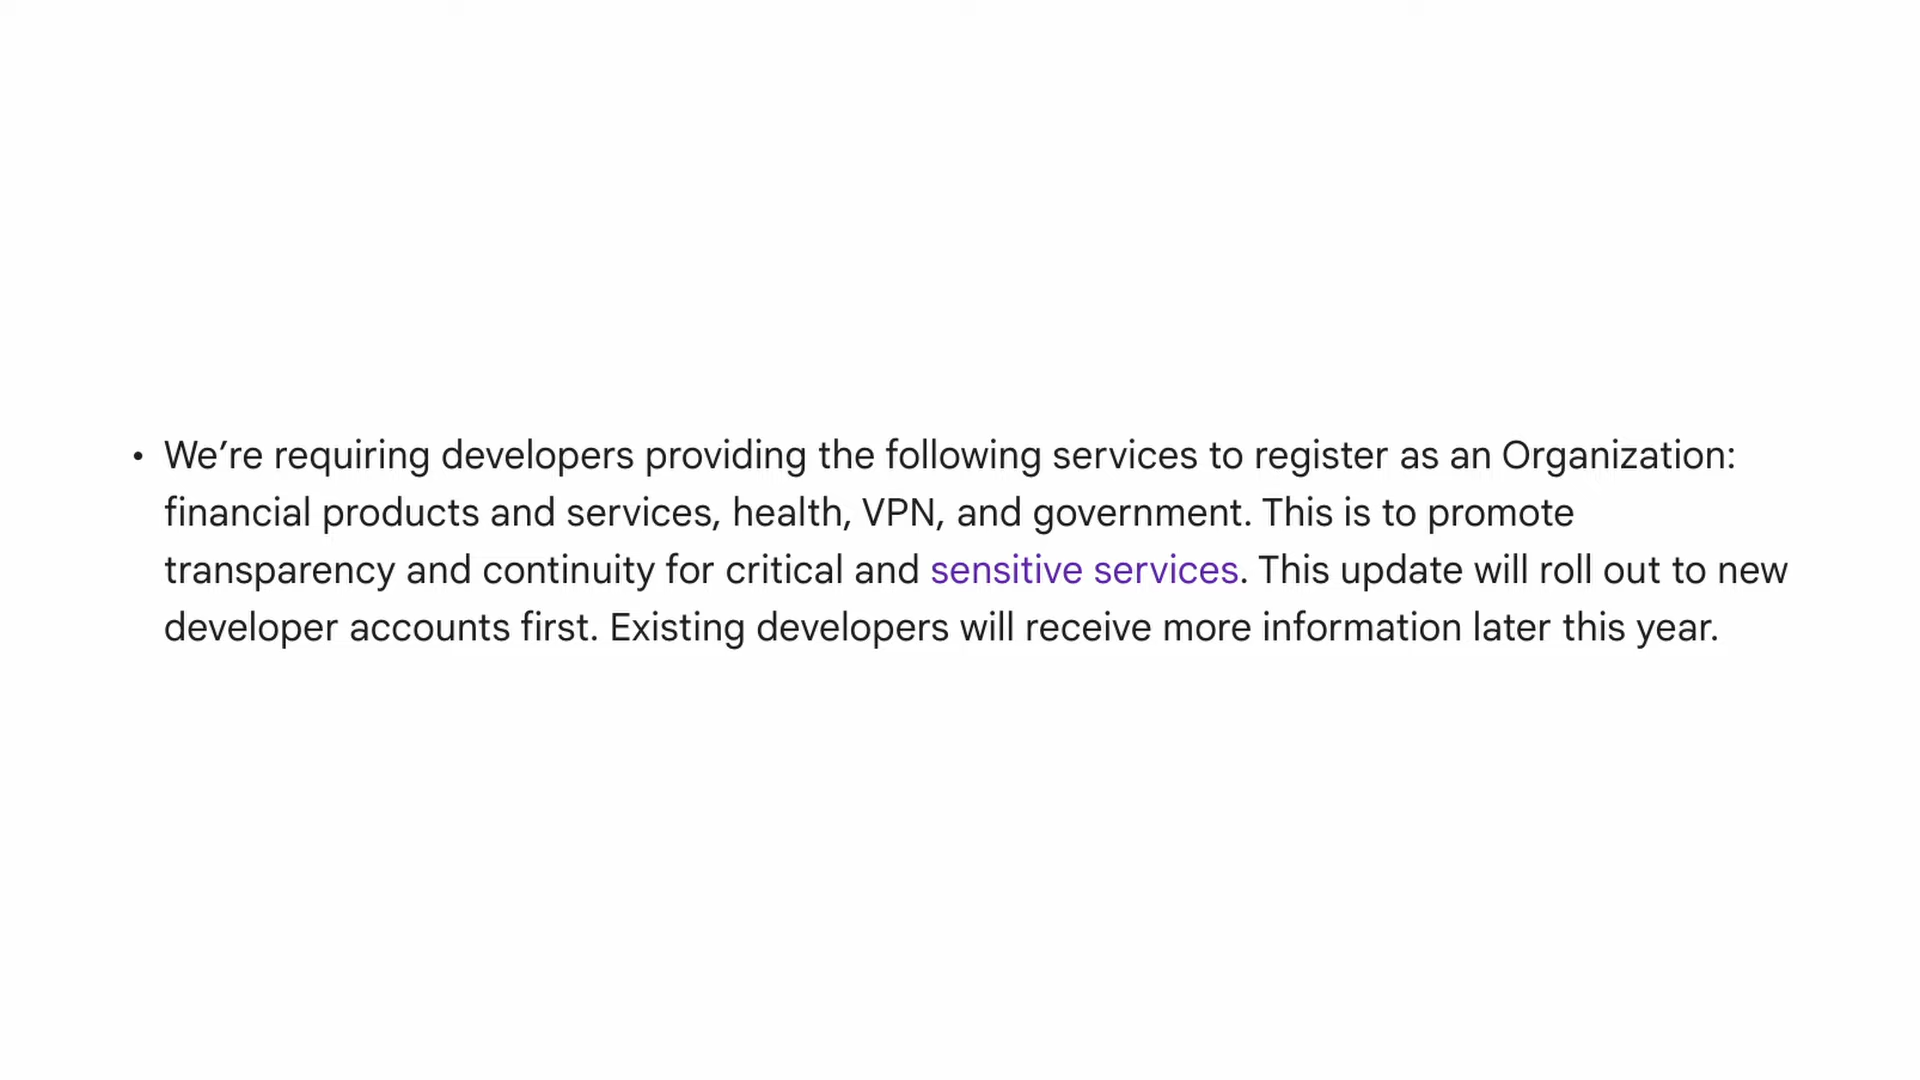 • We’re requiring developers providing the following services to register as an Organization:
financial products and services, health, VPN, and government. This is to promote
transparency and continuity for critical and sensitive services. This update will roll out to new
developer accounts first. Existing developers will receive more information later this year.